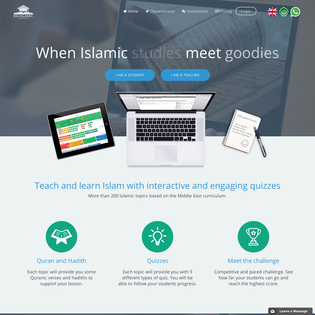 Home
Organizations
Testimonials
Pricing
Login
When Islamic studies meet goodies
I AM A STUDENT
I AM A TEACHER
Teach and learn Islam with interactive and engaging quizzes
More than 200 Islamic topics based on the Middle East curriculum.
Quran and Hadith
Each topic will provide you some
Quranic verses and hadiths to
support your lesson.
Quizzes
Each topic will provide you with 9
different types of quiz. You will be
able to follow your students progress.
Meet the challenge
Competitive and paced challenge. See
how far your students can go and
reach the highest score.
Leave a Message